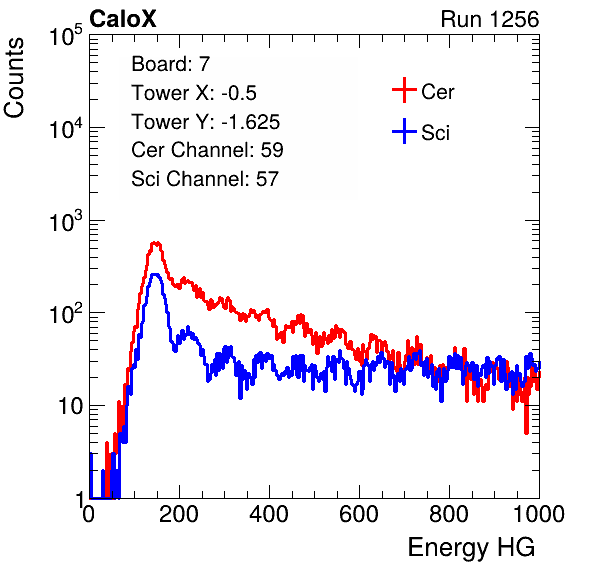 CaloX Run 1256
Counts
Board: 7
Tower X: -0.5
Tower Y: -1.625
Cer Channel: 59
Sci Channel: 57
Cer
Sci
10^5
10^4
10^3
10^2
10
1
0 200 400 600 800 1000
Energy HG